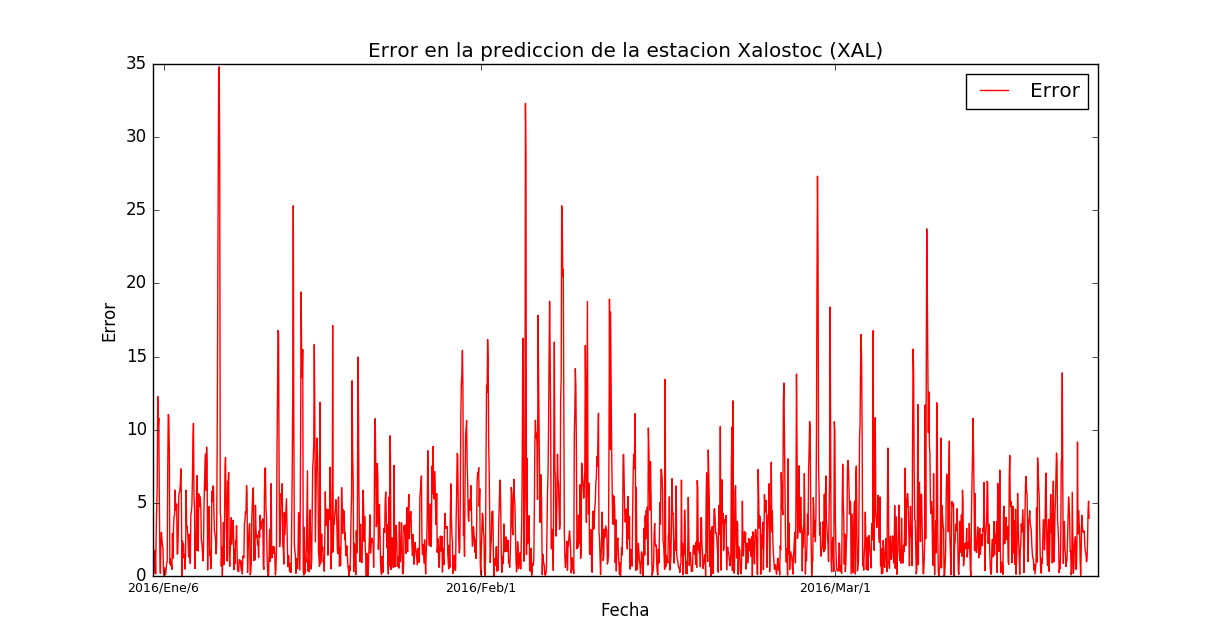 Error en la prediccion de la estacion Xalostoc (XAL)
Error
35
30
25
20
15
10
5
0
Error
2016/Ene/6
2016/Feb/1
2016/Mar/1
Fecha